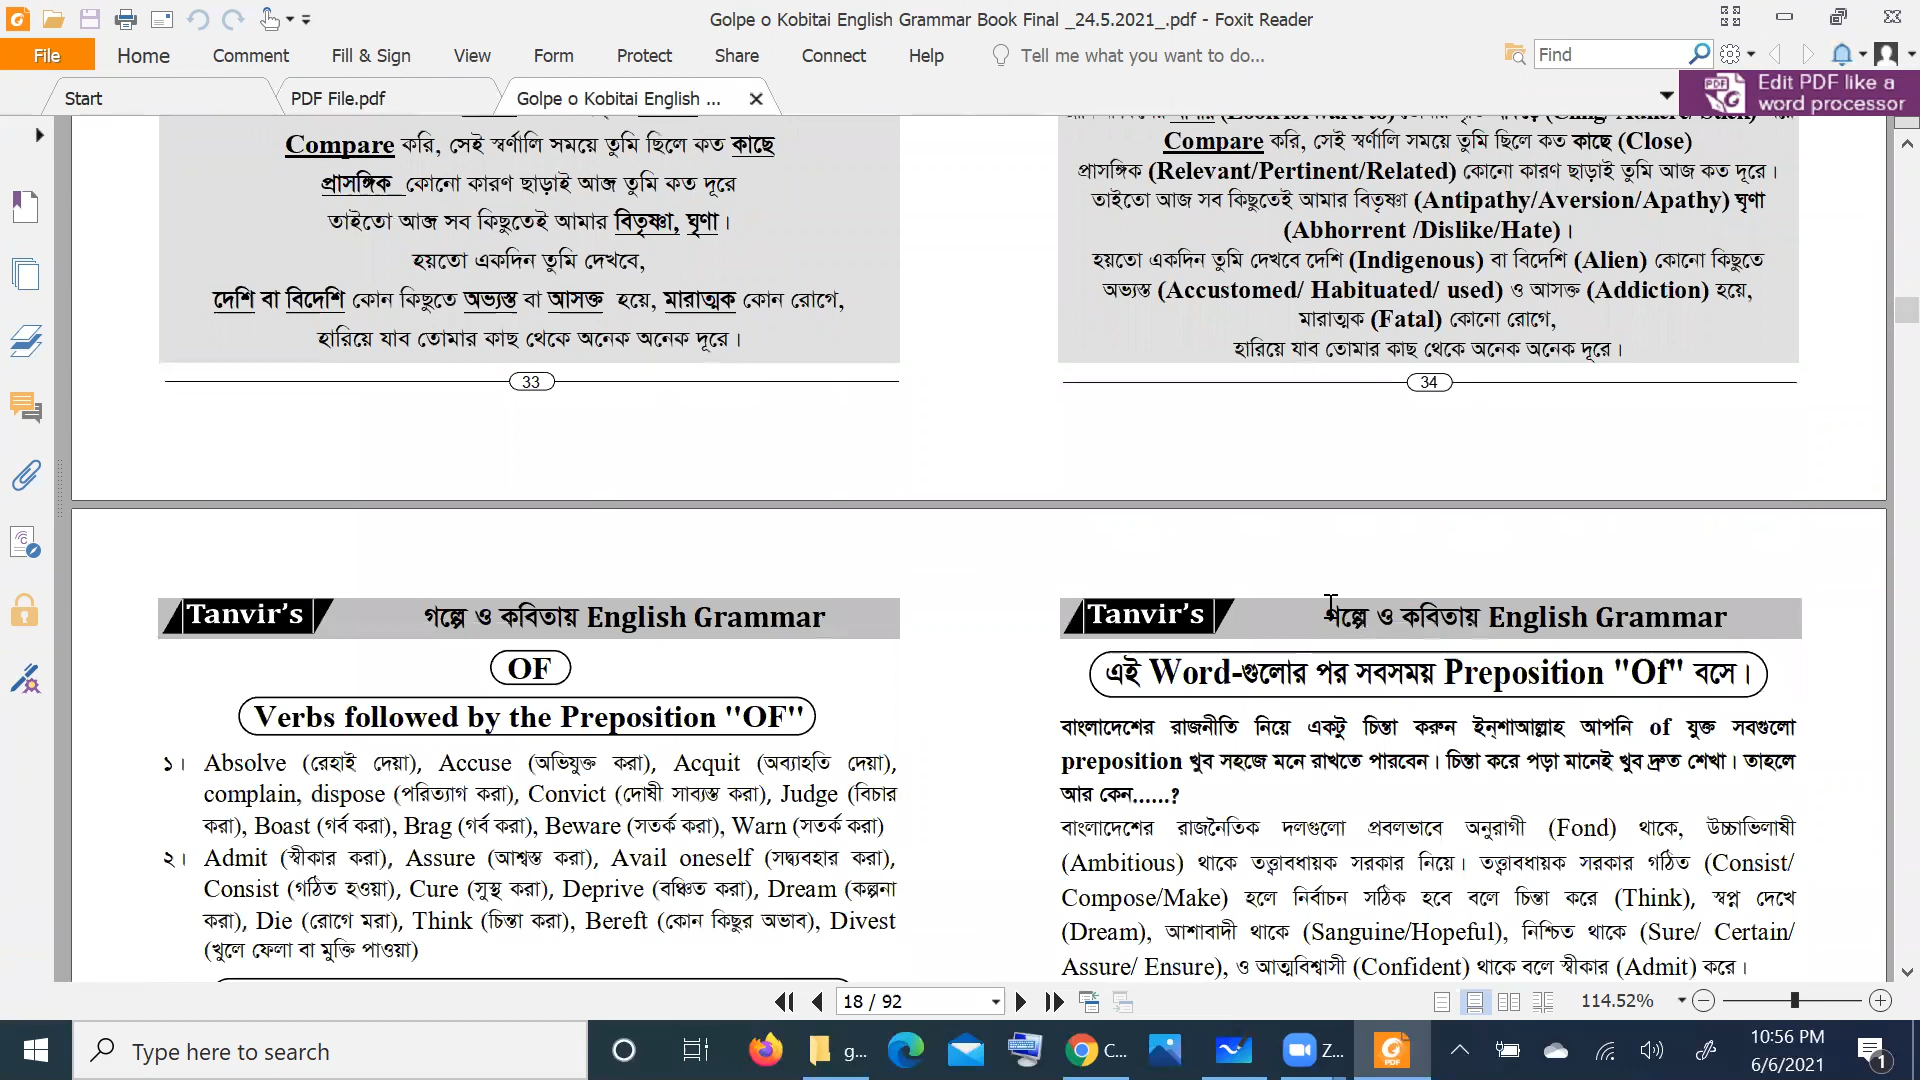 Golpe o Kobitai English Grammar Book Final _24.5.2021_.pdf - Foxit Reader
File Home Comment Fill & Sign View Form Protect Share Connect Help Tell me what you want to do... Find
Start PDF File.pdf Golpe o Kobitai English ... Edit PDF like a
word processor
Compare করি, সেই স্বর্ণালি সময়ে তুমি ছিলে কত কাছে
প্রাসঙ্গিক কোনো কারণ ছাড়াই আজ তুমি কত দূরে
তাইতো আজ সব কিছুতেই আমার বিতৃষ্ণা, ঘৃণা।
হয়তো একদিন তুমি দেখবে,
দেশি বা বিদেশি কোন কিছুতে অভ্যস্ত বা আসক্ত হয়ে, মারাত্মক কোন রোগে,
হারিয়ে যাব তোমার কাছ থেকে অনেক অনেক দূরে।
33
Compare করি, সেই স্বর্ণালি সময়ে তুমি ছিলে কত কাছে (Close)
প্রাসঙ্গিক (Relevant/Pertinent/Related) কোনো কারণ ছাড়াই তুমি আজ কত দূরে।
তাইতো আজ সব কিছুতেই আমার বিতৃষ্ণা (Antipathy/Aversion/Apathy) ঘৃণা
(Abhorrent /Dislike/Hate)।
হয়তো একদিন তুমি দেখবে দেশি (Indigenous) বা বিদেশি (Alien) কোনো কিছুতে
অভ্যস্ত (Accustomed/ Habituated/ used) ও আসক্ত (Addiction) হয়ে,
মারাত্মক (Fatal) কোনো রোগে,
হারিয়ে যাব তোমার কাছ থেকে অনেক অনেক দূরে।
34
Tanvir's গল্পে ও কবিতায় English Grammar
OF
Verbs followed by the Preposition "OF"
১। Absolve (রেহাই দেয়া), Accuse (অভিযুক্ত করা), Acquit (অব্যাহতি দেয়া),
complain, dispose (পরিত্যাগ করা), Convict (দোষী সাব্যস্ত করা), Judge (বিচার
করা), Boast (গর্ব করা), Brag (গর্ব করা), Beware (সতর্ক করা), Warn (সতর্ক করা)
২। Admit (স্বীকার করা), Assure (আশ্বস্ত করা), Avail oneself (সদ্ব্যবহার করা),
Consist (গঠিত হওয়া), Cure (সুস্থ করা), Deprive (বঞ্চিত করা), Dream (কল্পনা
করা), Die (রোগে মরা), Think (চিন্তা করা), Bereft (কোন কিছুর অভাব), Divest
(খুলে ফেলা বা মুক্তি পাওয়া)
Tanvir's গল্পে ও কবিতায় English Grammar
এই Word-গুলোর পর সবসময় Preposition "Of" বসে।
বাংলাদেশের রাজনীতি নিয়ে একটু চিন্তা করুন ইন্‌শাআল্লাহ আপনি of যুক্ত সবগুলো
preposition খুব সহজে মনে রাখতে পারবেন। চিন্তা করে পড়া মানেই খুব দ্রুত শেখা। তাহলে
আর কেন......?
বাংলাদেশের রাজনৈতিক দলগুলো প্রবলভাবে অনুরাগী (Fond) থাকে, উচ্চাভিলাষী
(Ambitious) থাকে তত্ত্বাবধায়ক সরকার নিয়ে। তত্ত্বাবধায়ক সরকার গঠিত (Consist/
Compose/Make) হলে নির্বাচন সঠিক হবে বলে চিন্তা করে (Think), স্বপ্ন দেখে
(Dream), আশাবাদী থাকে (Sanguine/Hopeful), নিশ্চিত থাকে (Sure/ Certain/
Assure/ Ensure), ও আত্মবিশ্বাসী (Confident) থাকে বলে স্বীকার (Admit) করে।
18 / 92 114.52%
Type here to search g... C... Z... 10:56 PM
6/6/2021 1